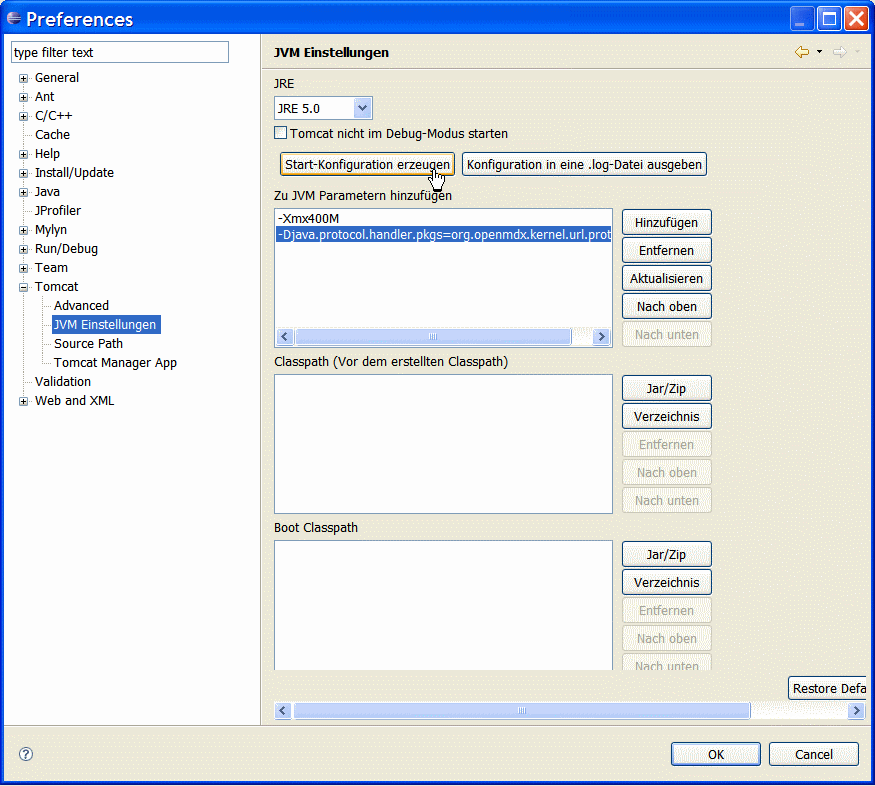 Preferences
type filter text
General
Ant
C/C++
Cache
Help
Install/Update
Java
JProfiler
Mylyn
Run/Debug
Team
Tomcat
Advanced
JVM Einstellungen
Source Path
Tomcat Manager App
Validation
Web and XML
JVM Einstellungen
JRE
JRE 5.0
Tomcat nicht im Debug-Modus starten
Start-Konfiguration erzeugen Konfiguration in eine .log-Datei ausgeben
Zu JVM Parametern hinzufügen
-Xmx400M
-Djava.protocol.handler.pkgs=org.openmdx.kernel.url.prot
Hinzufügen
Entfernen
Aktualisieren
Nach oben
Nach unten
Classpath (Vor dem erstellten Classpath)
Jar/Zip
Verzeichnis
Entfernen
Nach oben
Nach unten
Boot Classpath
Jar/Zip
Verzeichnis
Entfernen
Nach oben
Nach unten
Restore Defa
? OK Cancel